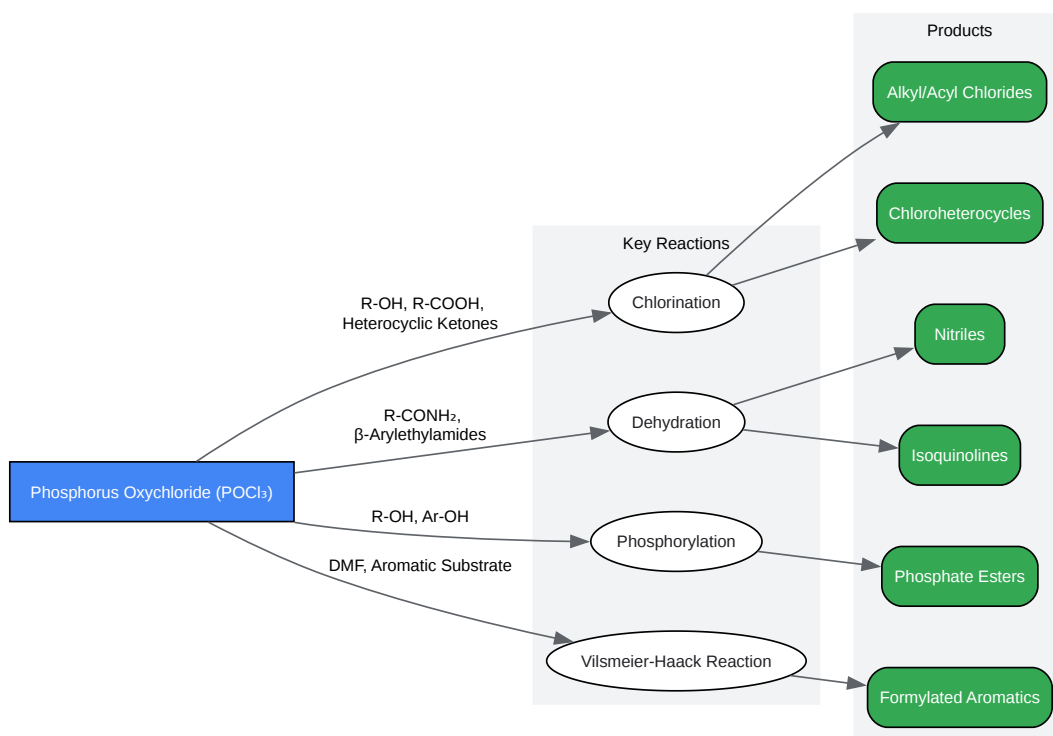 Products
Alkyl/Acyl Chlorides
Chloroheterocycles
Key Reactions
Chlorination
R-OH, R-COOH,
Heterocyclic Ketones
Nitriles
Dehydration
R-CONH₂,
β-Arylethylamides
Isoquinolines
Phosphorus Oxychloride (POCl₃)
R-OH, Ar-OH
Phosphorylation
Phosphate Esters
DMF, Aromatic Substrate
Vilsmeier-Haack Reaction
Formylated Aromatics